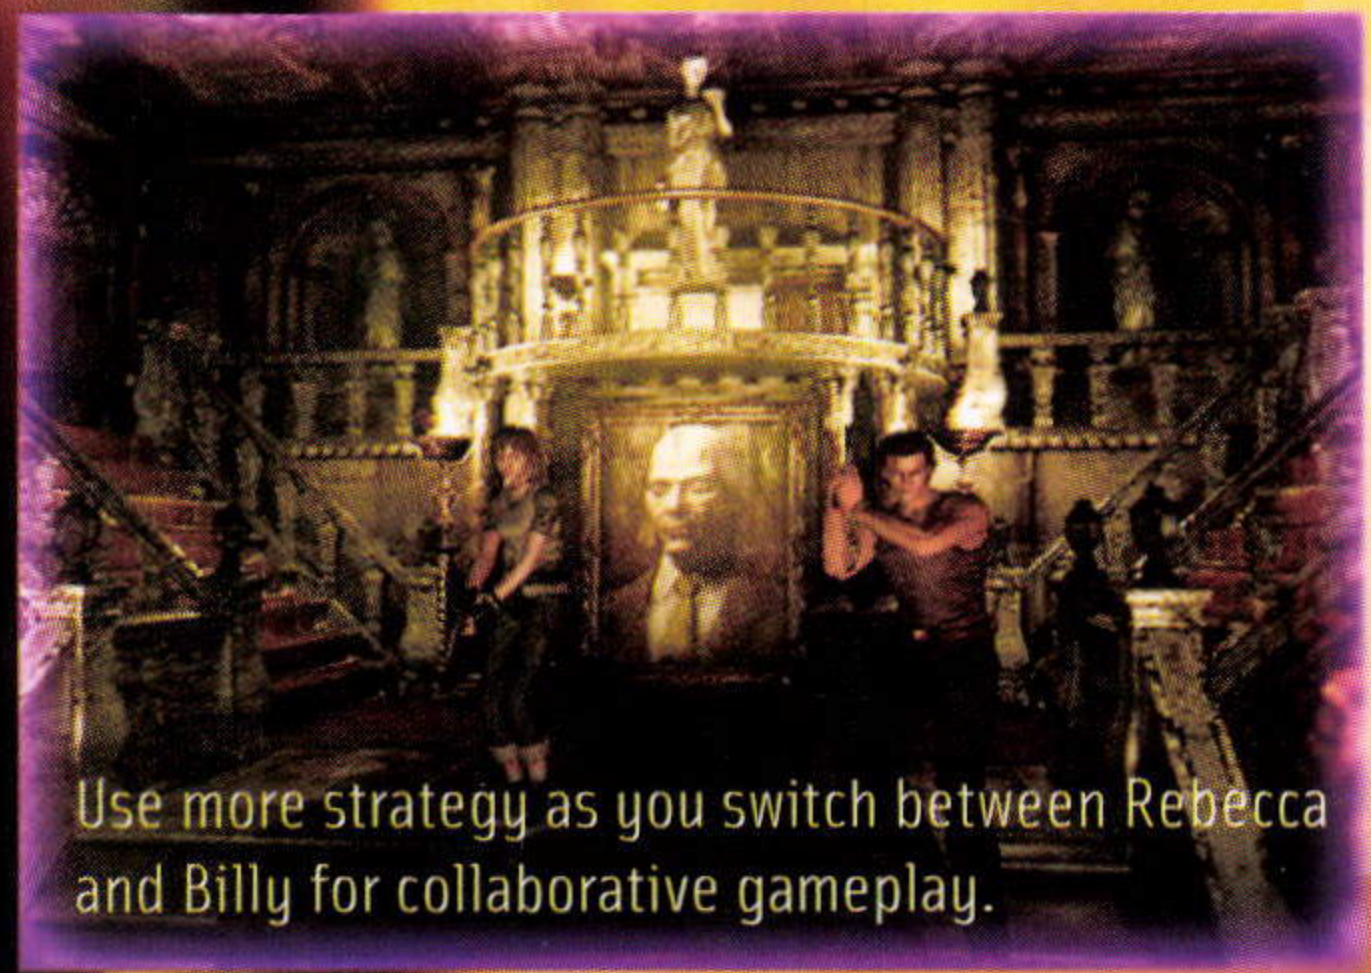 Use more strategy as you switch between Rebecca
and Billy for collaborative gameplay.